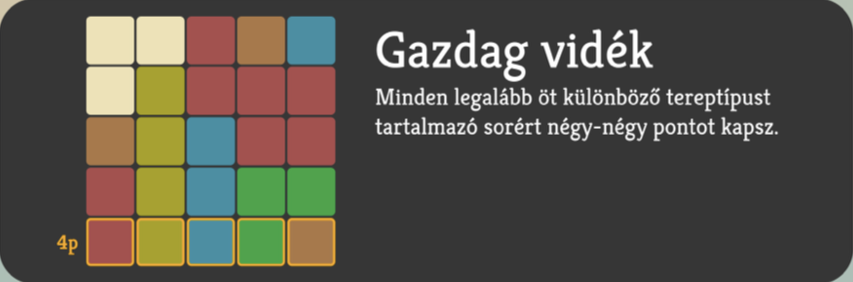 Gazdag vidék
Minden legalább öt különböző tereptípust
tartalmazó sorért négy-négy pontot kapsz.
4p